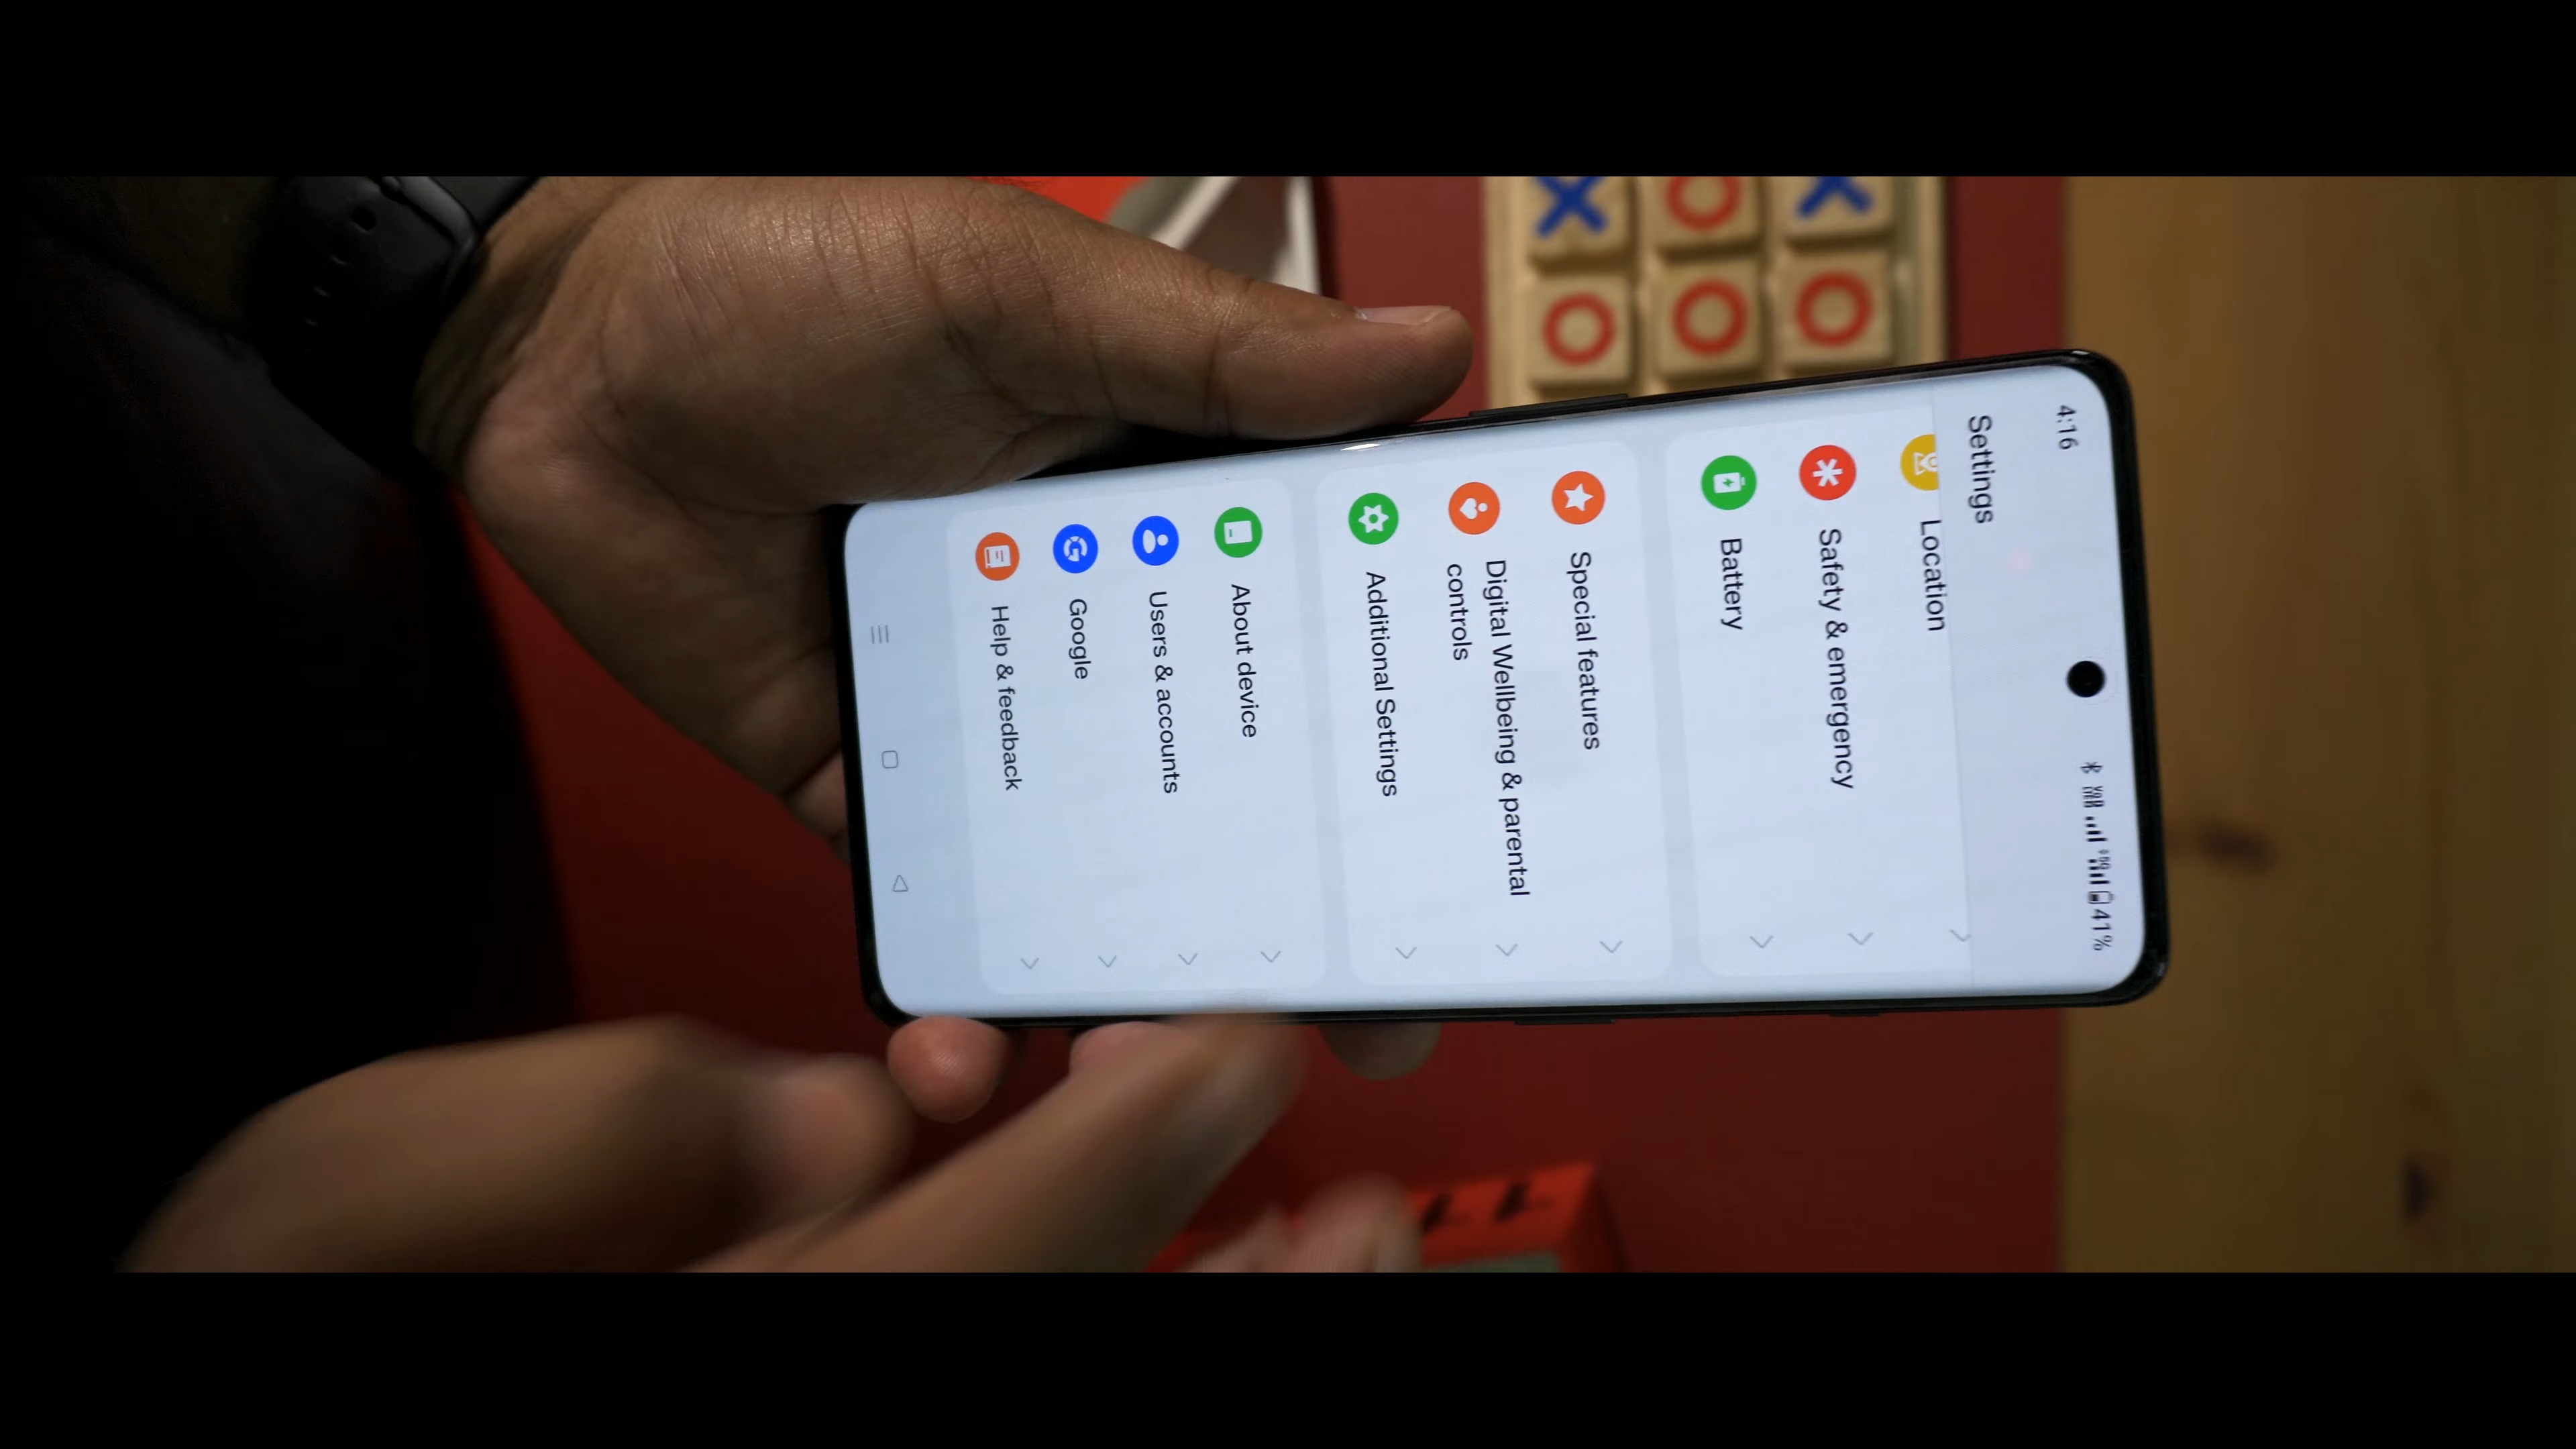 4:16
41%
Settings
Location
Safety & emergency
Battery
Special features
Digital Wellbeing & parental
controls
Additional Settings
About device
Users & accounts
Google
Help & feedback
X O X
O O O